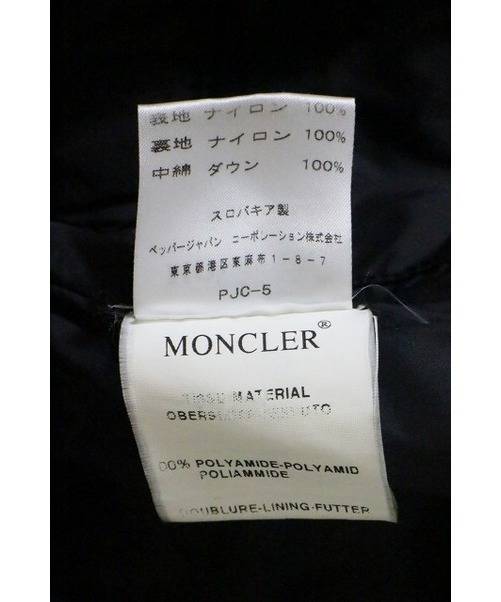 表地 ナイロン 100%
裏地 ナイロン 100%
中綿 ダウン 100%
スロバキア製
ペッパージャパン ニーポレーション株式会社
東京都港区東麻布1-8-7
PJC-5
MONCLER®
MATERIAL
00% POLYAMIDE-POLYAMID
POLIAMMIDE
DOUBLURE-LINING-FUTTER